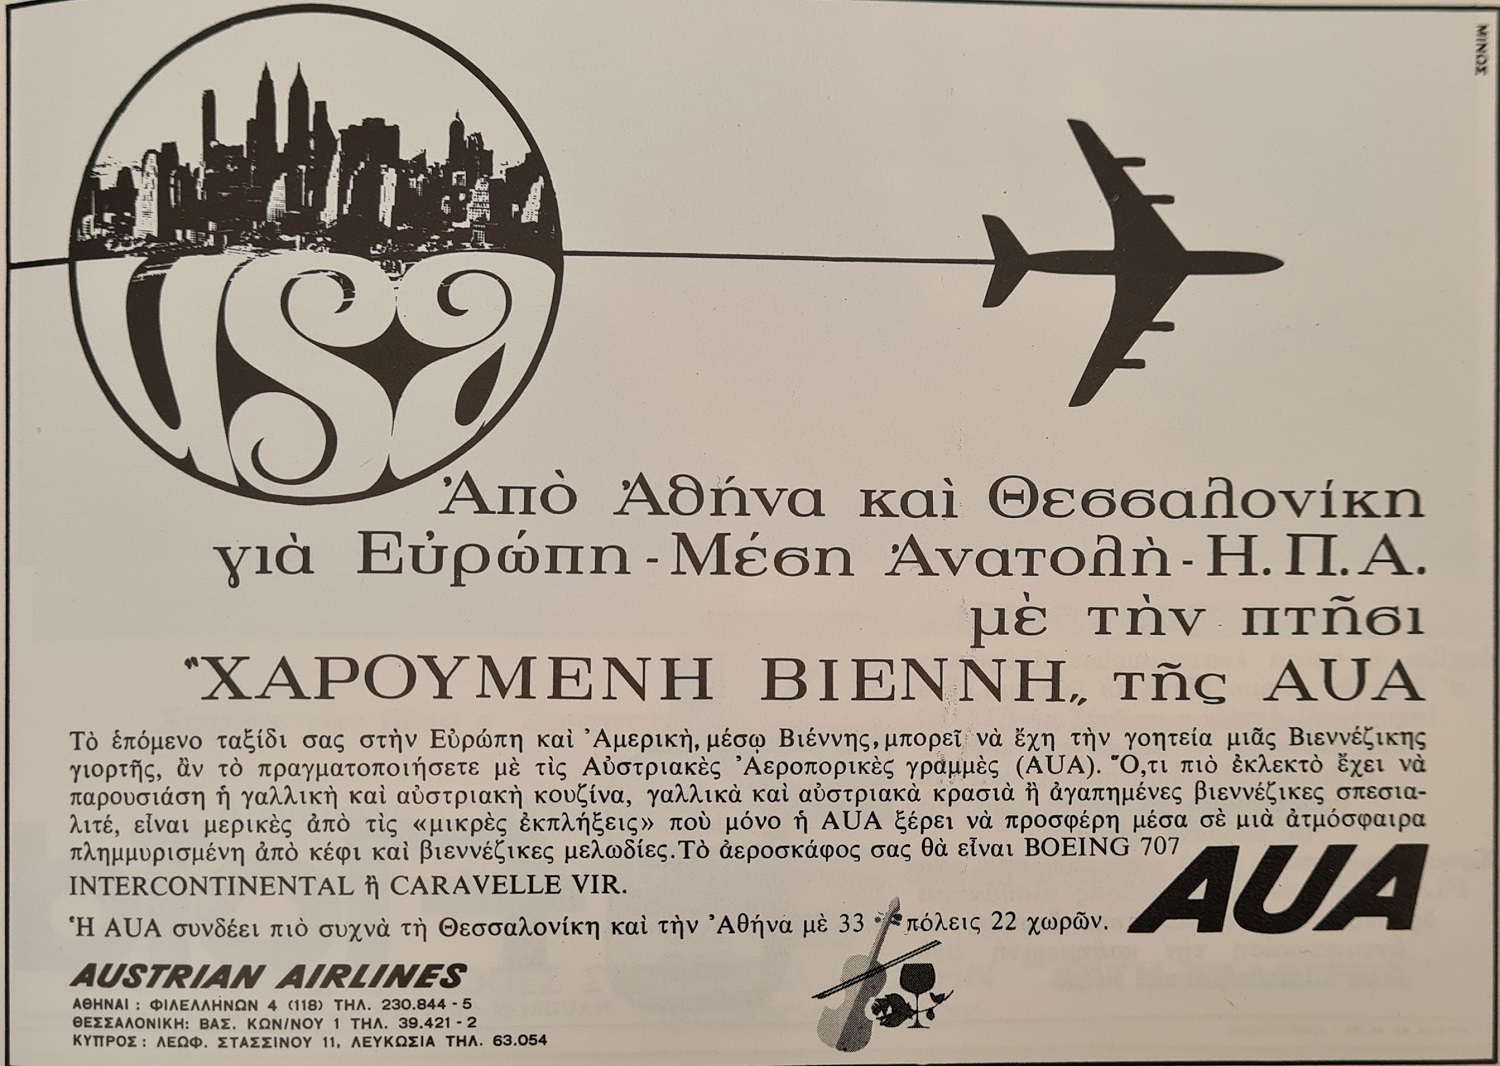 ΜΙΝΟΣ
USA
Ἀπὸ Ἀθήνα καὶ Θεσσαλονίκη
γιὰ Εὐρώπη - Μέση Ἀνατολὴ - Η.Π.Α.
μὲ τὴν πτῆσι
“ΧΑΡΟΥΜΕΝΗ ΒΙΕΝΝΗ„ τῆς AUA
Τὸ ἑπόμενο ταξίδι σας στὴν Εὐρώπη καὶ Ἀμερικὴ, μέσῳ Βιέννης, μπορεῖ νὰ ἔχη τὴν γοητεία μιᾶς Βιεννέζικης
γιορτῆς, ἂν τὸ πραγματοποιήσετε μὲ τὶς Αὐστριακὲς Ἀεροπορικὲς γραμμὲς (AUA). Ὅ,τι πιὸ ἐκλεκτὸ ἔχει νὰ
παρουσιάση ἡ γαλλικὴ καὶ αὐστριακὴ κουζίνα, γαλλικὰ καὶ αὐστριακὰ κρασιὰ ἢ ἀγαπημένες βιεννέζικες σπεσια-
λιτέ, εἶναι μερικὲς ἀπὸ τὶς «μικρὲς ἐκπλήξεις» ποὺ μόνο ἡ AUA ξέρει νὰ προσφέρη μέσα σὲ μιὰ ἀτμόσφαιρα
πλημμυρισμένη ἀπὸ κέφι καὶ βιεννέζικες μελωδίες. Τὸ ἀεροσκάφος σας θὰ εἶναι BOEING 707
INTERCONTINENTAL ἢ CARAVELLE VIR.
Ἡ AUA συνδέει πιὸ συχνὰ τὴ Θεσσαλονίκη καὶ τὴν Ἀθήνα μὲ 33 πόλεις 22 χωρῶν.
AUA
AUSTRIAN AIRLINES
ΑΘΗΝΑΙ : ΦΙΛΕΛΛΗΝΩΝ 4 (118) ΤΗΛ. 230.844 - 5
ΘΕΣΣΑΛΟΝΙΚΗ: ΒΑΣ. ΚΩΝ/ΝΟΥ 1 ΤΗΛ. 39.421 - 2
ΚΥΠΡΟΣ : ΛΕΩΦ. ΣΤΑΣΣΙΝΟΥ 11, ΛΕΥΚΩΣΙΑ ΤΗΛ. 63.054